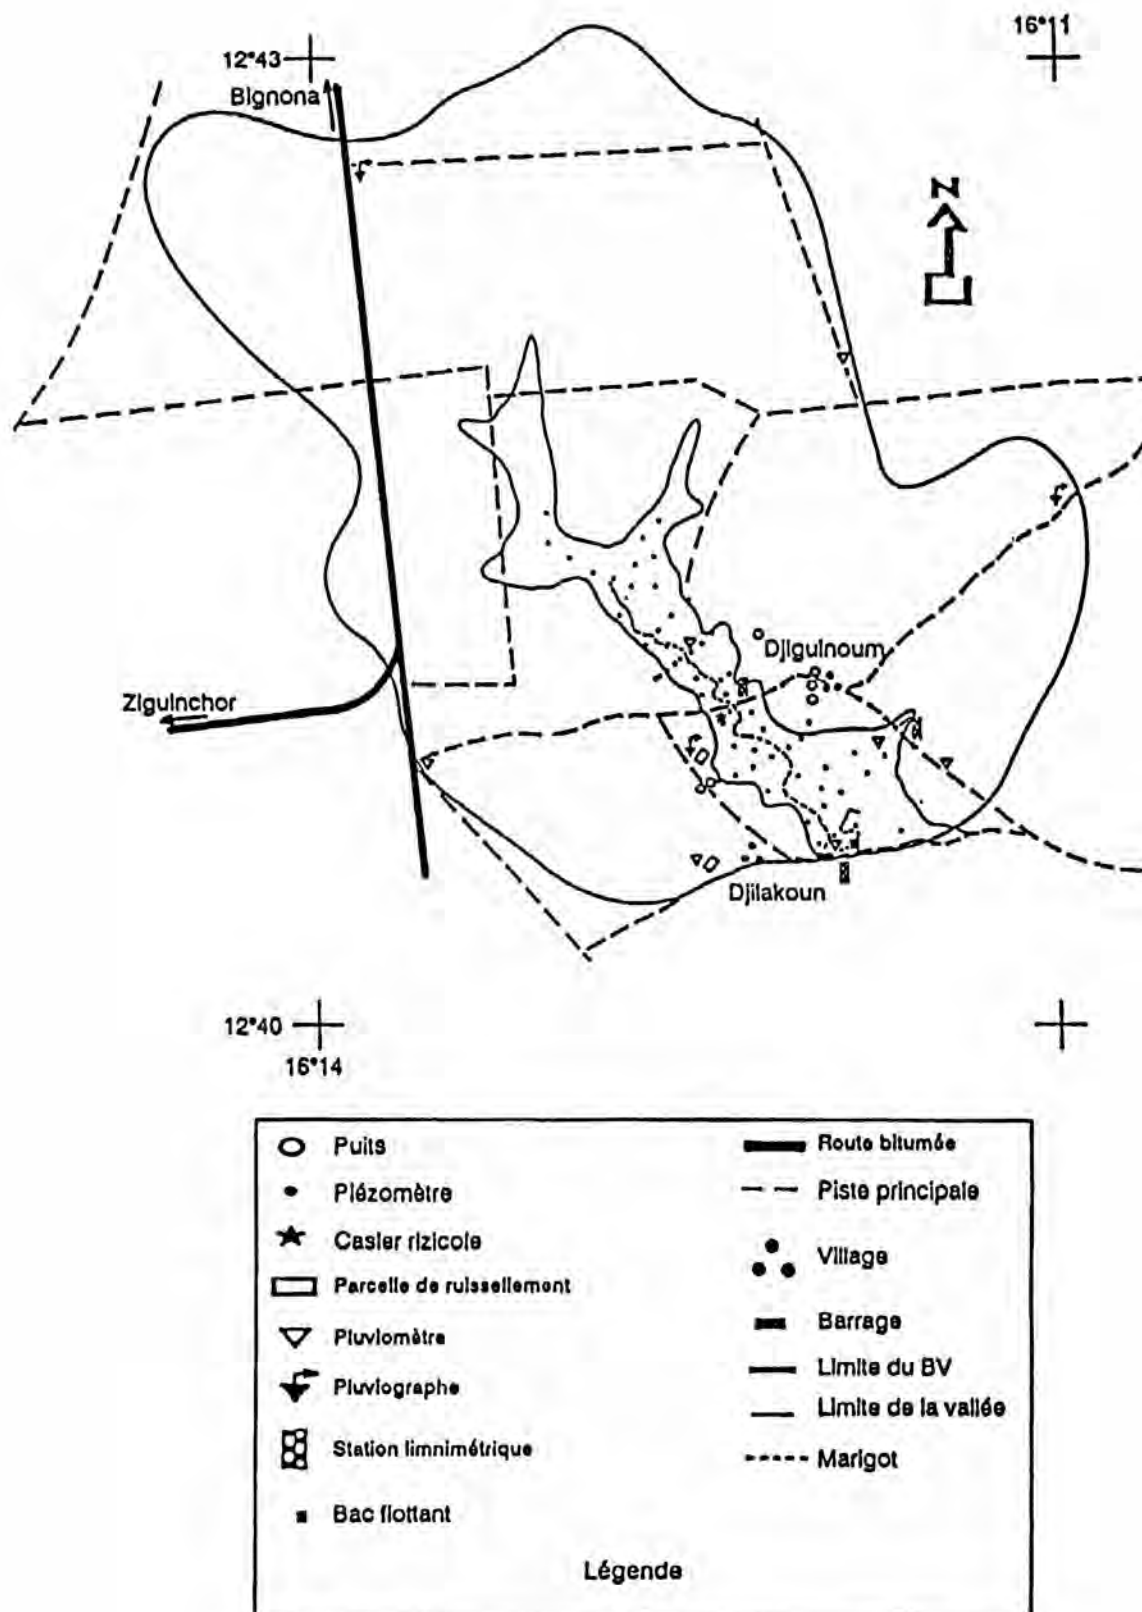 16°11
12°43
Bignona
N
Djiguinoum
Ziguinchor
Djilakoun
12°40
16°14
Puits
Piézomètre
Casier rizicole
Parcelle de ruissellement
Pluviomètre
Pluviographe
Station limnimétrique
Bac flottant
Route bitumée
Piste principale
Village
Barrage
Limite du BV
Limite de la vallée
Marigot
Légende